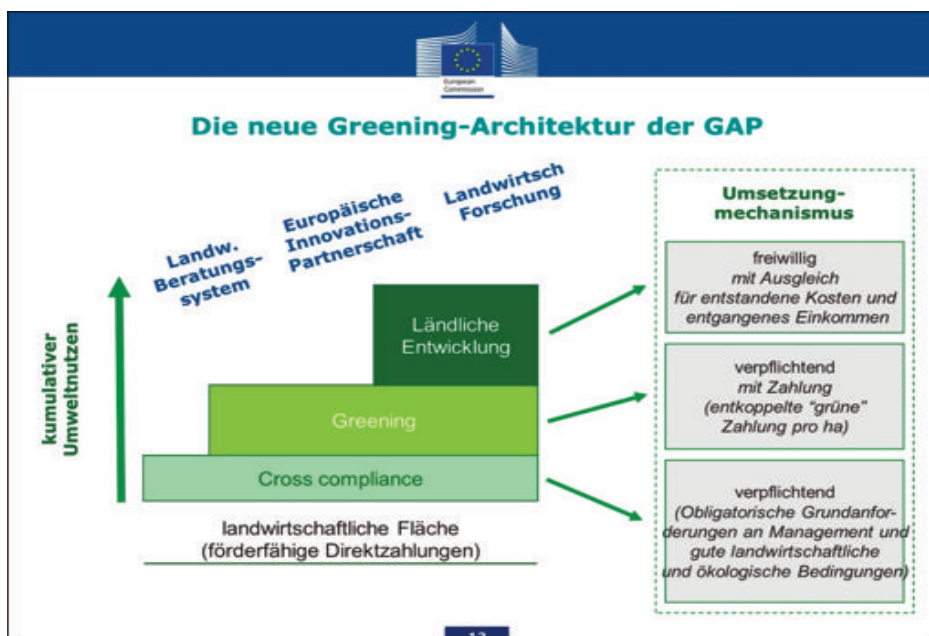 European
Commission
Die neue Greening-Architektur der GAP
Landw.
Beratungs-
system
Europäische
Innovations-
Partnerschaft
Landwirtsch
Forschung
kumulativer
Umweltnutzen
Ländliche
Entwicklung
Greening
Cross compliance
landwirtschaftliche Fläche
(förderfähige Direktzahlungen)
Umsetzung-
mechanismus
freiwillig
mit Ausgleich
für entstandene Kosten und
entgangenes Einkommen
verpflichtend
mit Zahlung
(entkoppelte “grüne”
Zahlung pro ha)
verpflichtend
(Obligatorische Grundanfor-
derungen an Management und
gute landwirtschaftliche
und ökologische Bedingungen)